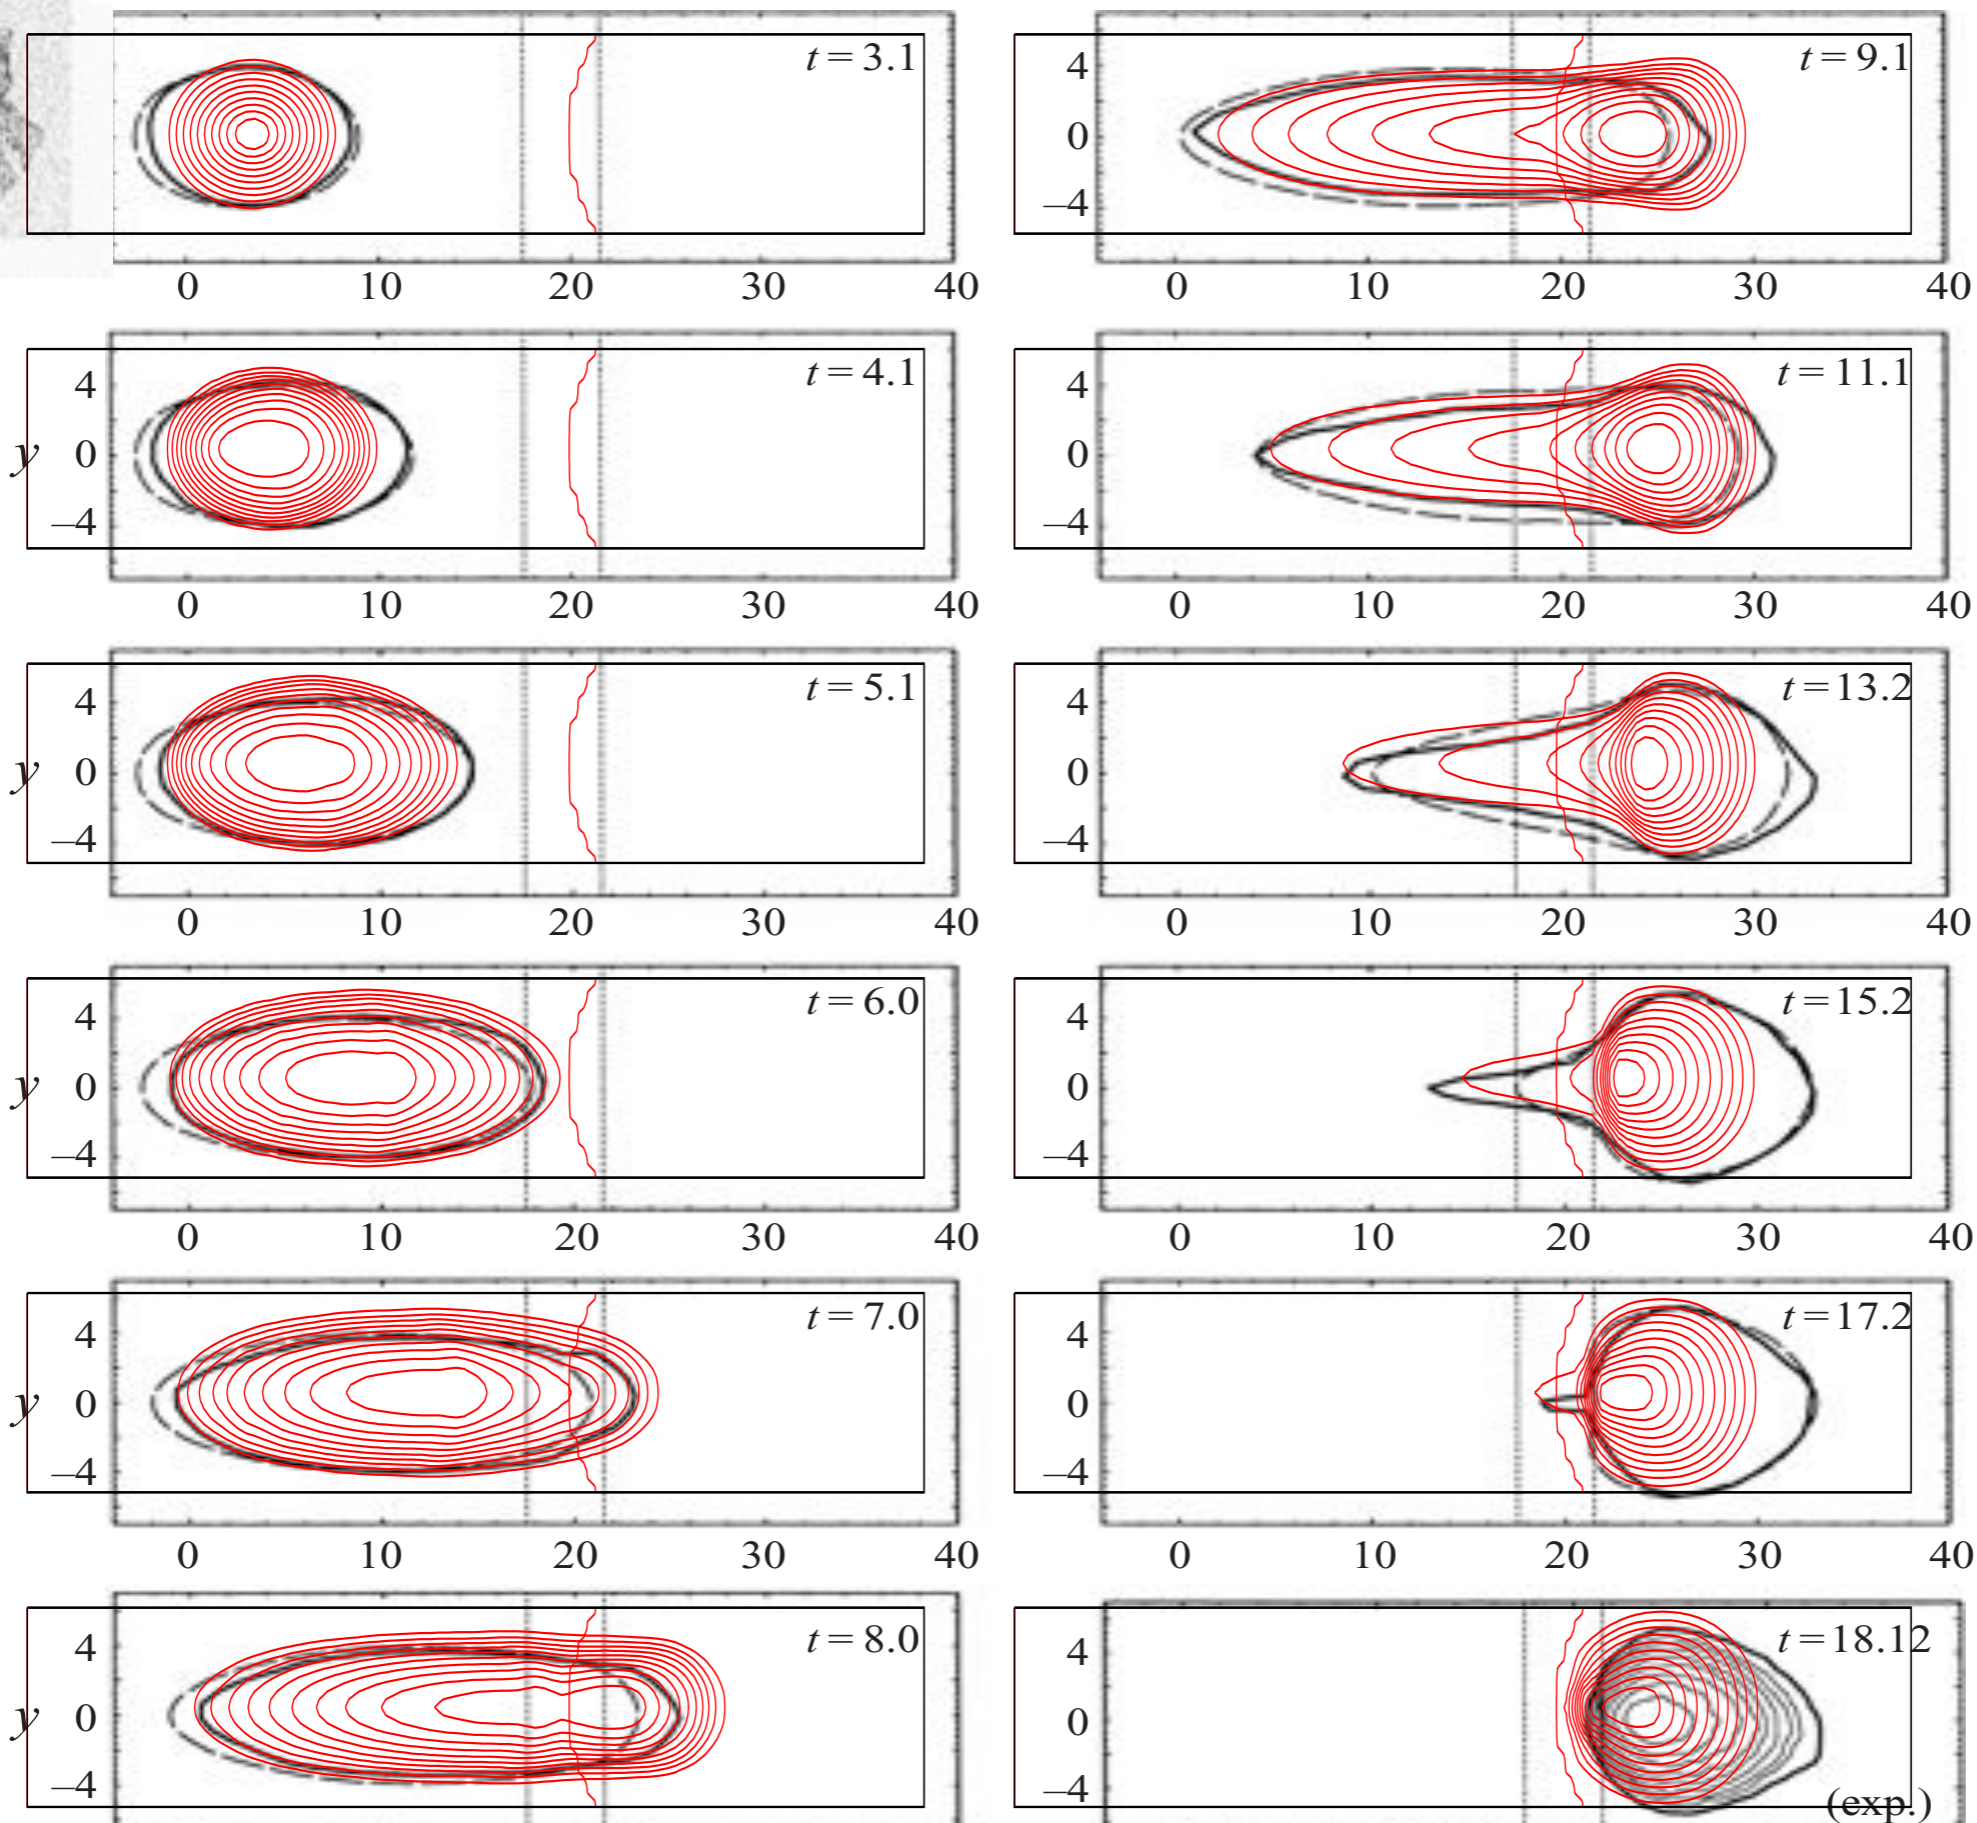 t = 3.1
0 10 20 30 40
t = 4.1
4
y 0
–4
0 10 20 30 40
t = 5.1
4
y 0
–4
0 10 20 30 40
t = 6.0
4
y 0
–4
0 10 20 30 40
t = 7.0
4
y 0
–4
0 10 20 30 40
t = 8.0
4
y 0
–4
t = 9.1
4
0
–4
0 10 20 30 40
t = 11.1
4
0
–4
0 10 20 30 40
t = 13.2
4
0
–4
0 10 20 30 40
t = 15.2
4
0
–4
0 10 20 30 40
t = 17.2
4
0
–4
0 10 20 30 40
t = 18.12
4
0
–4
(exp.)